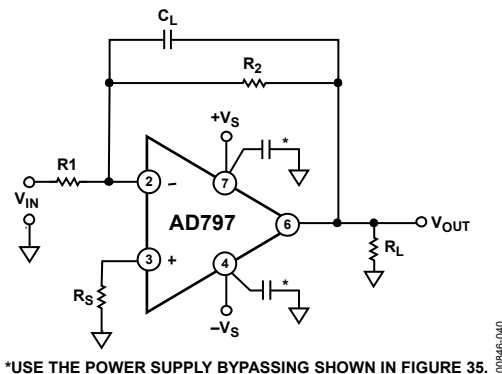 CL
R2
+VS
*
R1
2
–
7
VIN
AD797
6
VOUT
3
+
4
RL
RS
*
–VS
*USE THE POWER SUPPLY BYPASSING SHOWN IN FIGURE 35.
00846-040